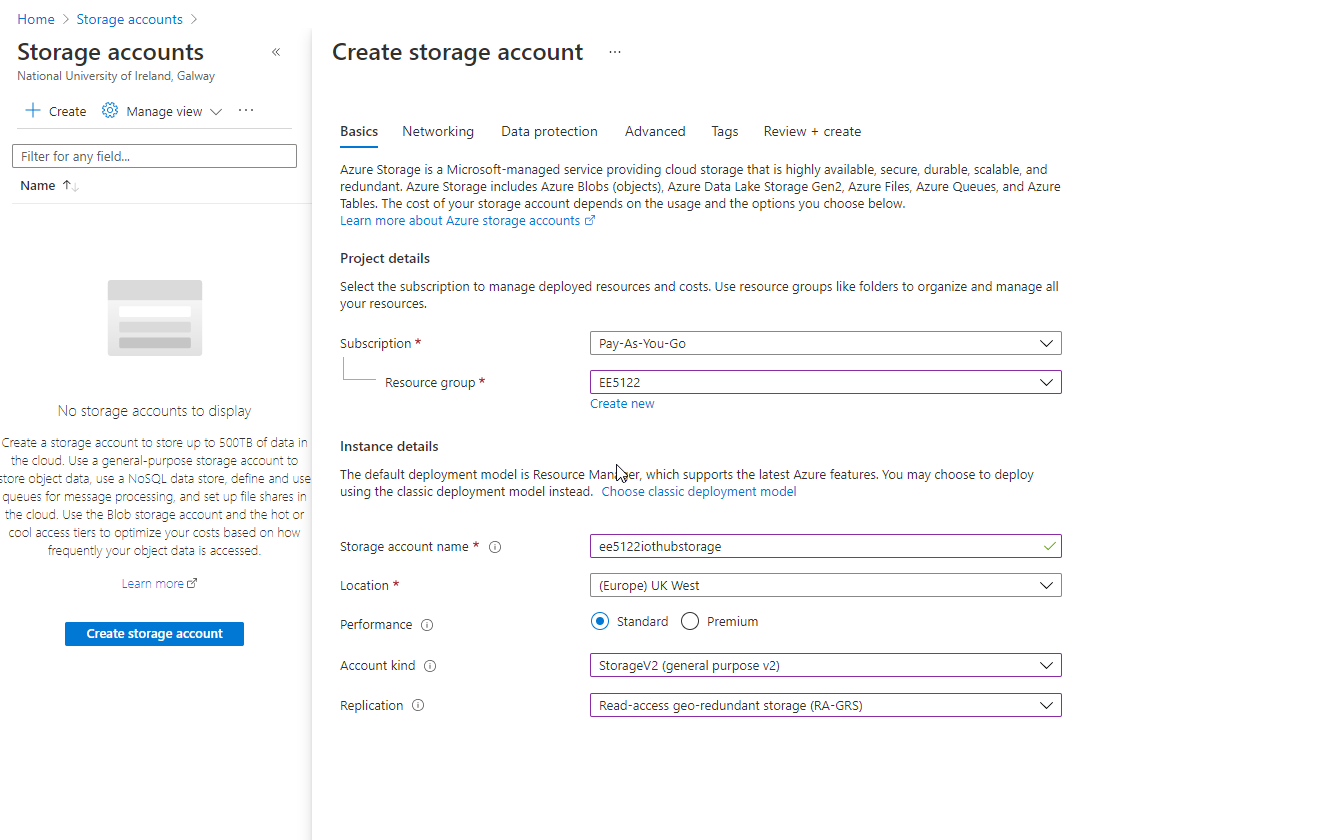 Home > Storage accounts >
Storage accounts
National University of Ireland, Galway
Create Manage view
Filter for any field...
Name
No storage accounts to display
Create a storage account to store up to 500TB of data in
the cloud. Use a general-purpose storage account to
store object data, use a NoSQL data store, define and use
queues for message processing, and set up file shares in
the cloud. Use the Blob storage account and the hot or
cool access tiers to optimize your costs based on how
frequently your object data is accessed.
Learn more
Create storage account
Create storage account ...
Basics Networking Data protection Advanced Tags Review + create
Azure Storage is a Microsoft-managed service providing cloud storage that is highly available, secure, durable, scalable, and
redundant. Azure Storage includes Azure Blobs (objects), Azure Data Lake Storage Gen2, Azure Files, Azure Queues, and Azure
Tables. The cost of your storage account depends on the usage and the options you choose below.
Learn more about Azure storage accounts
Project details
Select the subscription to manage deployed resources and costs. Use resource groups like folders to organize and manage all
your resources.
Subscription * Pay-As-You-Go
Resource group * EE5122
Create new
Instance details
The default deployment model is Resource Manager, which supports the latest Azure features. You may choose to deploy
using the classic deployment model instead. Choose classic deployment model
Storage account name * ee5122iothubstorage
Location * (Europe) UK West
Performance Standard Premium
Account kind StorageV2 (general purpose v2)
Replication Read-access geo-redundant storage (RA-GRS)